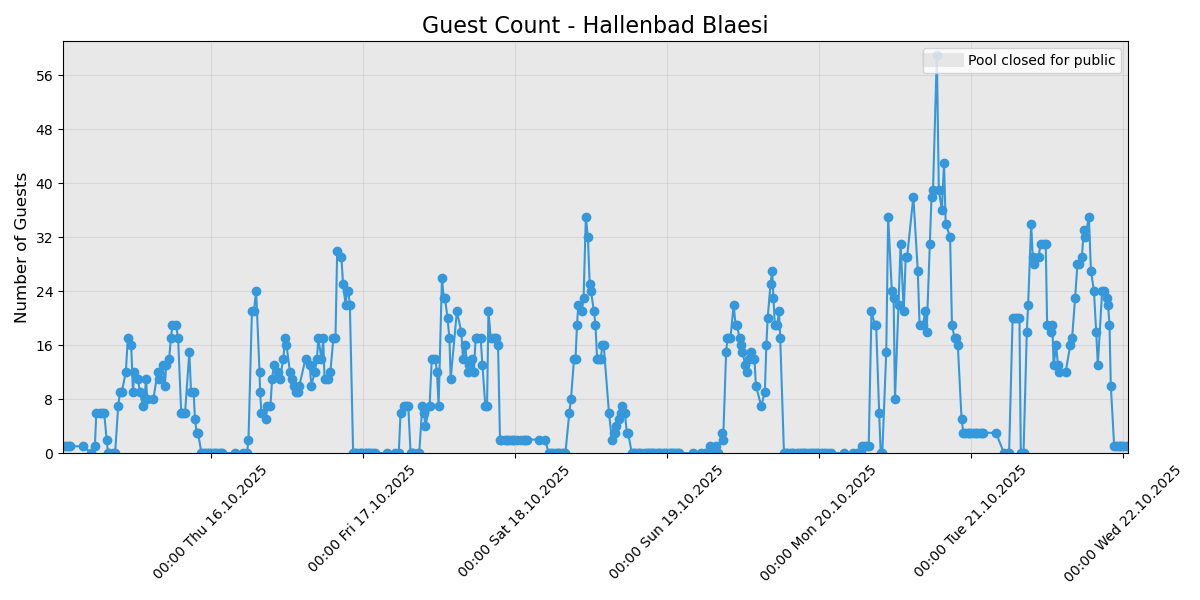 Guest Count - Hallenbad Blaesi
Pool closed for public
Number of Guests
56
48
40
32
24
16
8
0
00:00 Thu 16.10.2025
00:00 Fri 17.10.2025
00:00 Sat 18.10.2025
00:00 Sun 19.10.2025
00:00 Mon 20.10.2025
00:00 Tue 21.10.2025
00:00 Wed 22.10.2025